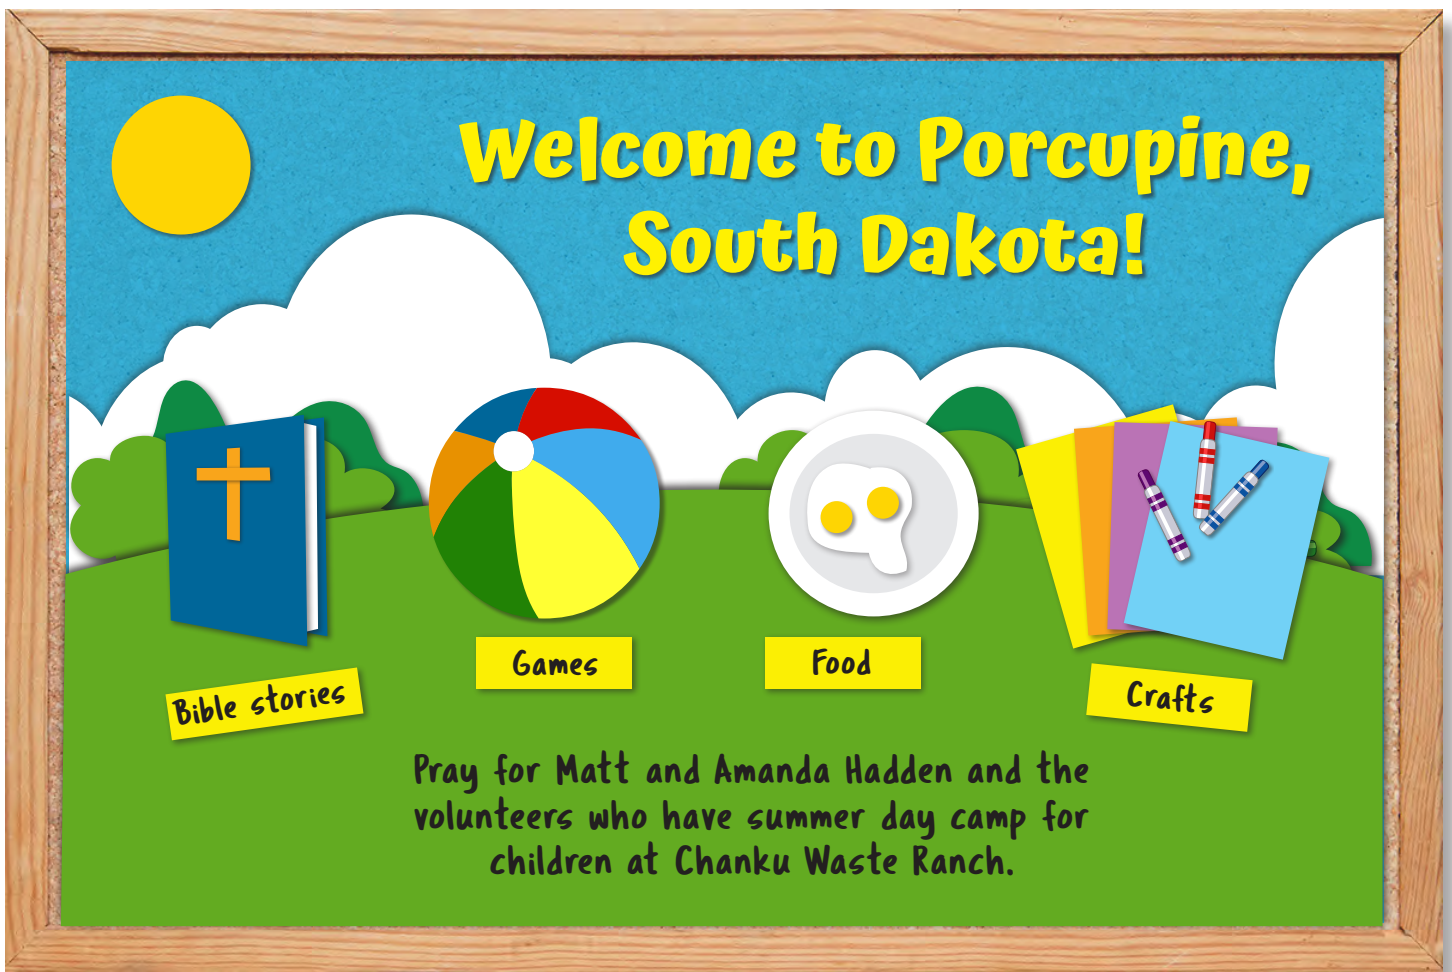 Welcome to Porcupine,
South Dakota!
Bible stories
Games
Food
Crafts
Pray for Matt and Amanda Hadden and the
volunteers who have summer day camp for
children at Chanku Waste Ranch.